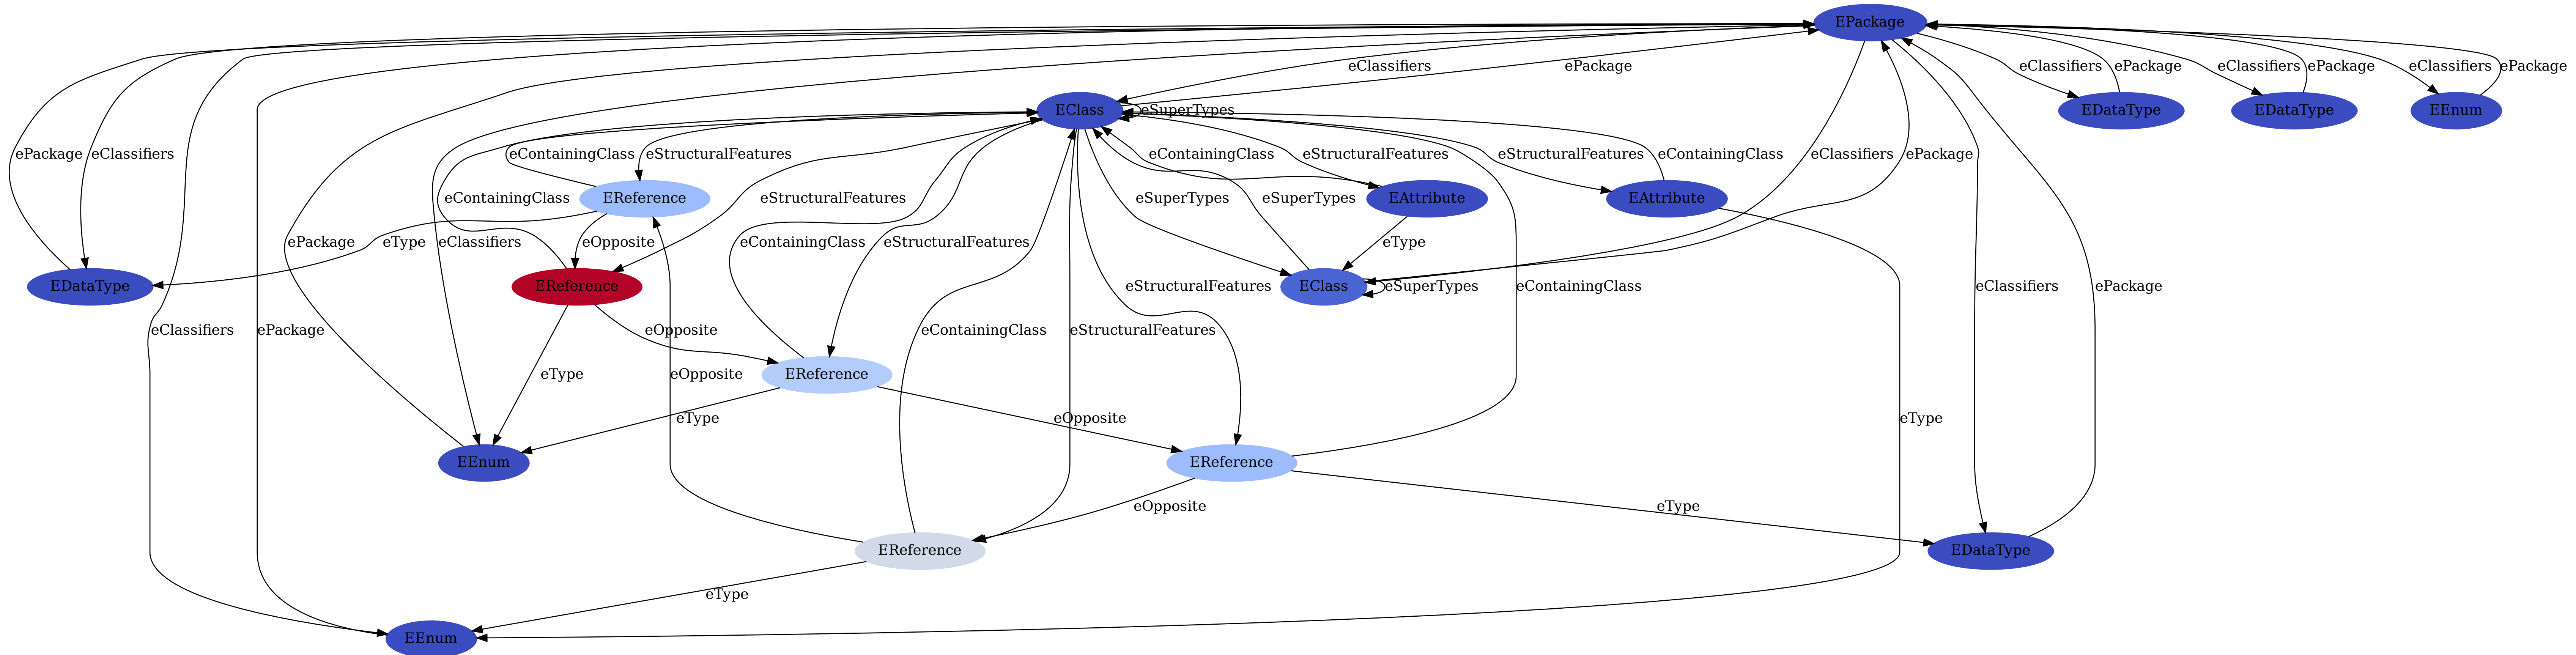 EPackage
eClassifiers
ePackage
eClassifiers
ePackage
eClassifiers
ePackage
eClassifiers
ePackage
EClass
eSuperTypes
EDataType
EDataType
EEnum
ePackage
eClassifiers
eContainingClass
eStructuralFeatures
eContainingClass
eStructuralFeatures
eStructuralFeatures
eContainingClass
eClassifiers
ePackage
eContainingClass
EReference
eStructuralFeatures
eSuperTypes
eSuperTypes
EAttribute
EAttribute
ePackage
eClassifiers
eType
eOpposite
eContainingClass
eStructuralFeatures
eType
EDataType
EReference
eStructuralFeatures
EClass
eSuperTypes
eContainingClass
eClassifiers
ePackage
eClassifiers
ePackage
eOpposite
eContainingClass
eStructuralFeatures
eType
eOpposite
EReference
eType
eOpposite
eType
EEnum
EReference
eOpposite
eType
EReference
EDataType
eType
EEnum